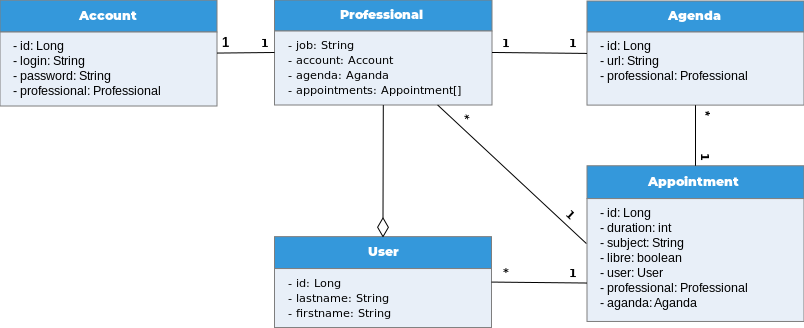 Account
- id: Long
- login: String
- password: String
- professional: Professional
1
1
Professional
- job: String
- account: Account
- agenda: Aganda
- appointments: Appointment[]
1
1
Agenda
- id: Long
- url: String
- professional: Professional
*
1
*
1
Appointment
- id: Long
- duration: int
- subject: String
- libre: boolean
- user: User
- professional: Professional
- aganda: Aganda
User
- id: Long
- lastname: String
- firstname: String
*
1